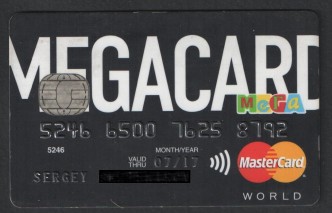 MEGACARD
MeGa
5246 6500 7625 8792
5246
MONTH/YEAR
VALID THRU 07/17
MasterCard
SERGEY
WORLD